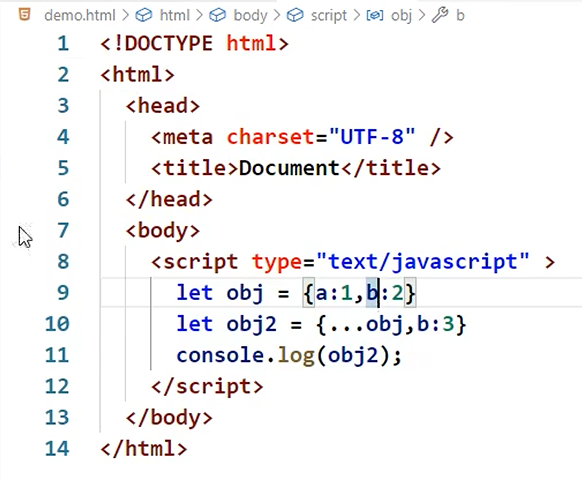 demo.html > html > body > script > obj > b
1 <!DOCTYPE html>
2 <html>
3 <head>
4 <meta charset="UTF-8" />
5 <title>Document</title>
6 </head>
7 <body>
8 <script type="text/javascript" >
9 let obj = {a:1,b:2}
10 let obj2 = {...obj,b:3}
11 console.log(obj2);
12 </script>
13 </body>
14 </html>